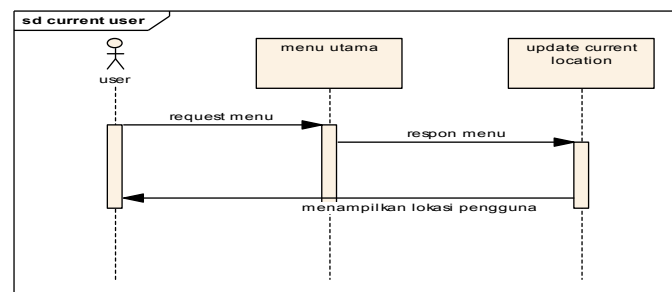 sd current user
user
menu utama
update current
location
request menu
respon menu
menampilkan lokasi pengguna